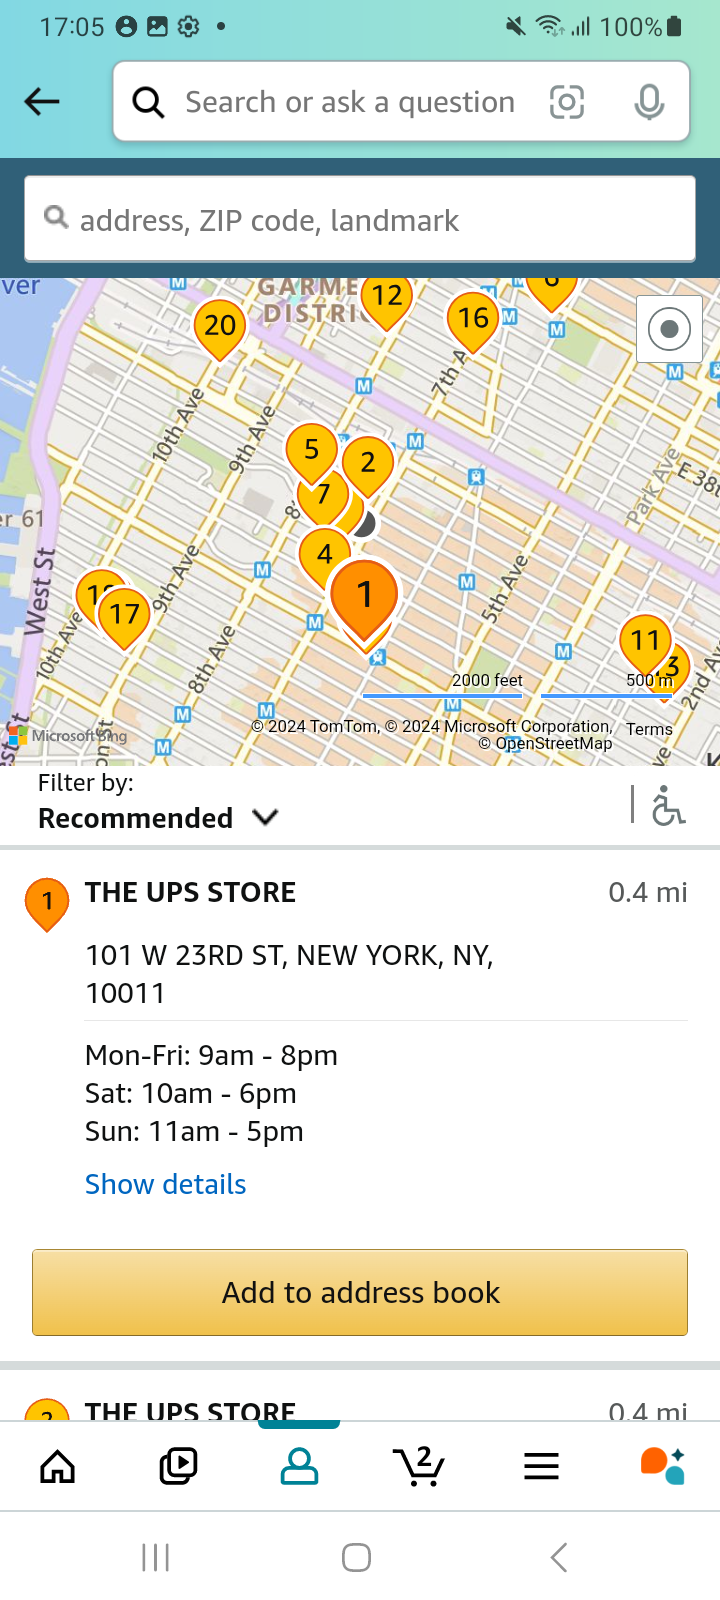 17:05
100%
Search or ask a question
address, ZIP code, landmark
ver
GARME
DISTRI
12
6
20
16
7th A
10th Ave
9th Ave
5
2
7
8
Park Ave
E 38t
er 61
4
1
West St
9th Ave
5th Ave
18
17
10th Ave
8th Ave
11
3
2nd Av
2000 feet
500 m
© 2024 TomTom, © 2024 Microsoft Corporation,
Terms
© OpenStreetMap
Microsoft Bing
on St
ve
K
Filter by:
Recommended
1
THE UPS STORE
0.4 mi
101 W 23RD ST, NEW YORK, NY,
10011
Mon-Fri: 9am - 8pm
Sat: 10am - 6pm
Sun: 11am - 5pm
Show details
Add to address book
2
THE UPS STORE
0.4 mi
2